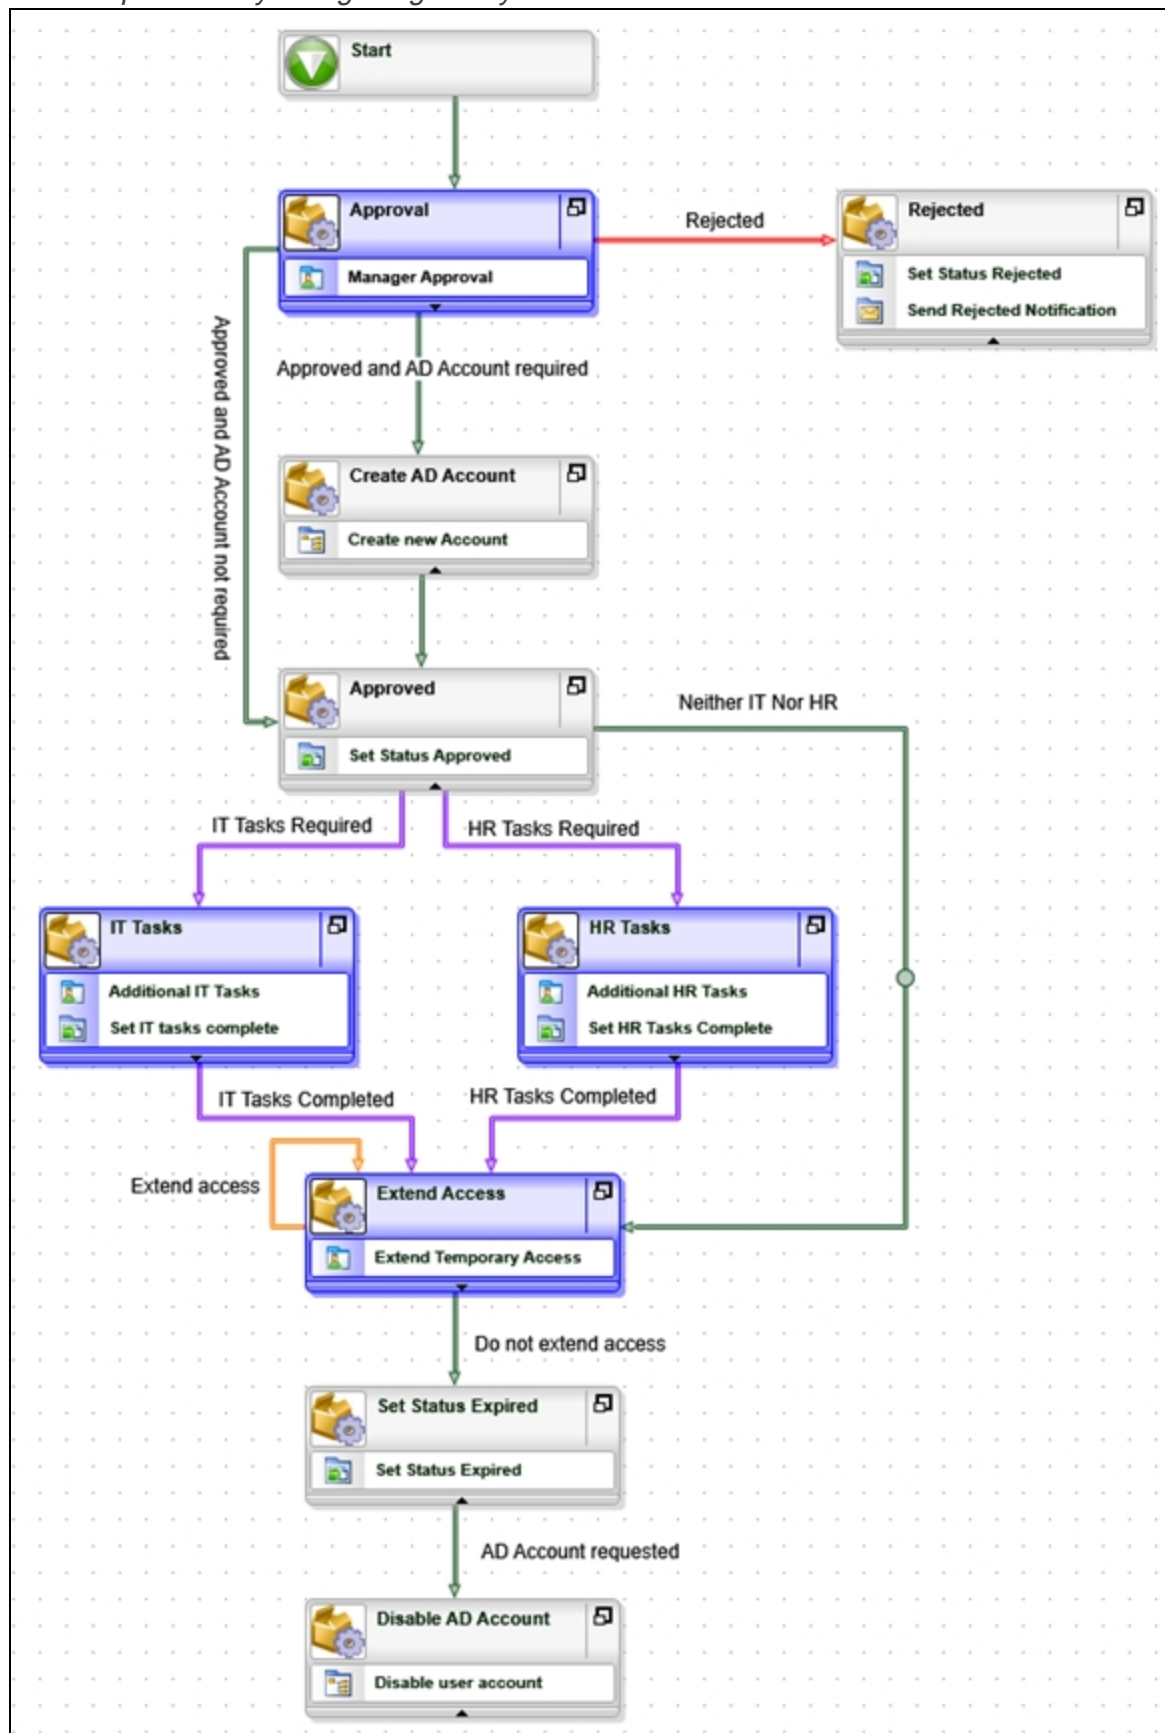 Start
Approval
Manager Approval
Rejected
Rejected
Set Status Rejected
Send Rejected Notification
Approved and AD Account not required
Approved and AD Account required
Create AD Account
Create new Account
Approved
Set Status Approved
Neither IT Nor HR
IT Tasks Required
HR Tasks Required
IT Tasks
Additional IT Tasks
Set IT tasks complete
HR Tasks
Additional HR Tasks
Set HR Tasks Complete
IT Tasks Completed
HR Tasks Completed
Extend access
Extend Access
Extend Temporary Access
Do not extend access
Set Status Expired
Set Status Expired
AD Account requested
Disable AD Account
Disable user account